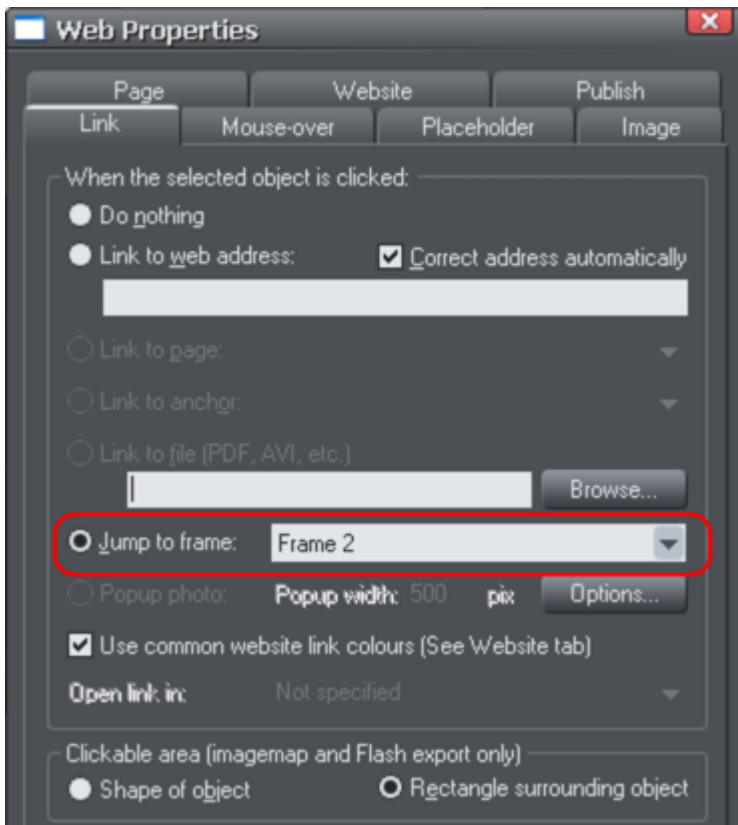 Web Properties
Page Website Publish
Link Mouse-over Placeholder Image
When the selected object is clicked:
Do nothing
Link to web address: Correct address automatically
Link to page:
Link to anchor:
Link to file (PDF, AVI, etc.)
Browse...
Jump to frame: Frame 2
Popup photo: Popup width: 500 pix Options...
Use common website link colours (See Website tab)
Open link in: Not specified
Clickable area (imagemap and Flash export only)
Shape of object Rectangle surrounding object